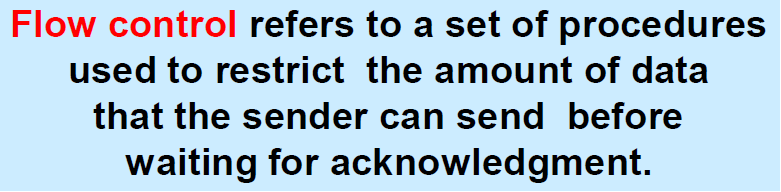 Flow control refers to a set of procedures
used to restrict the amount of data
that the sender can send before
waiting for acknowledgment.